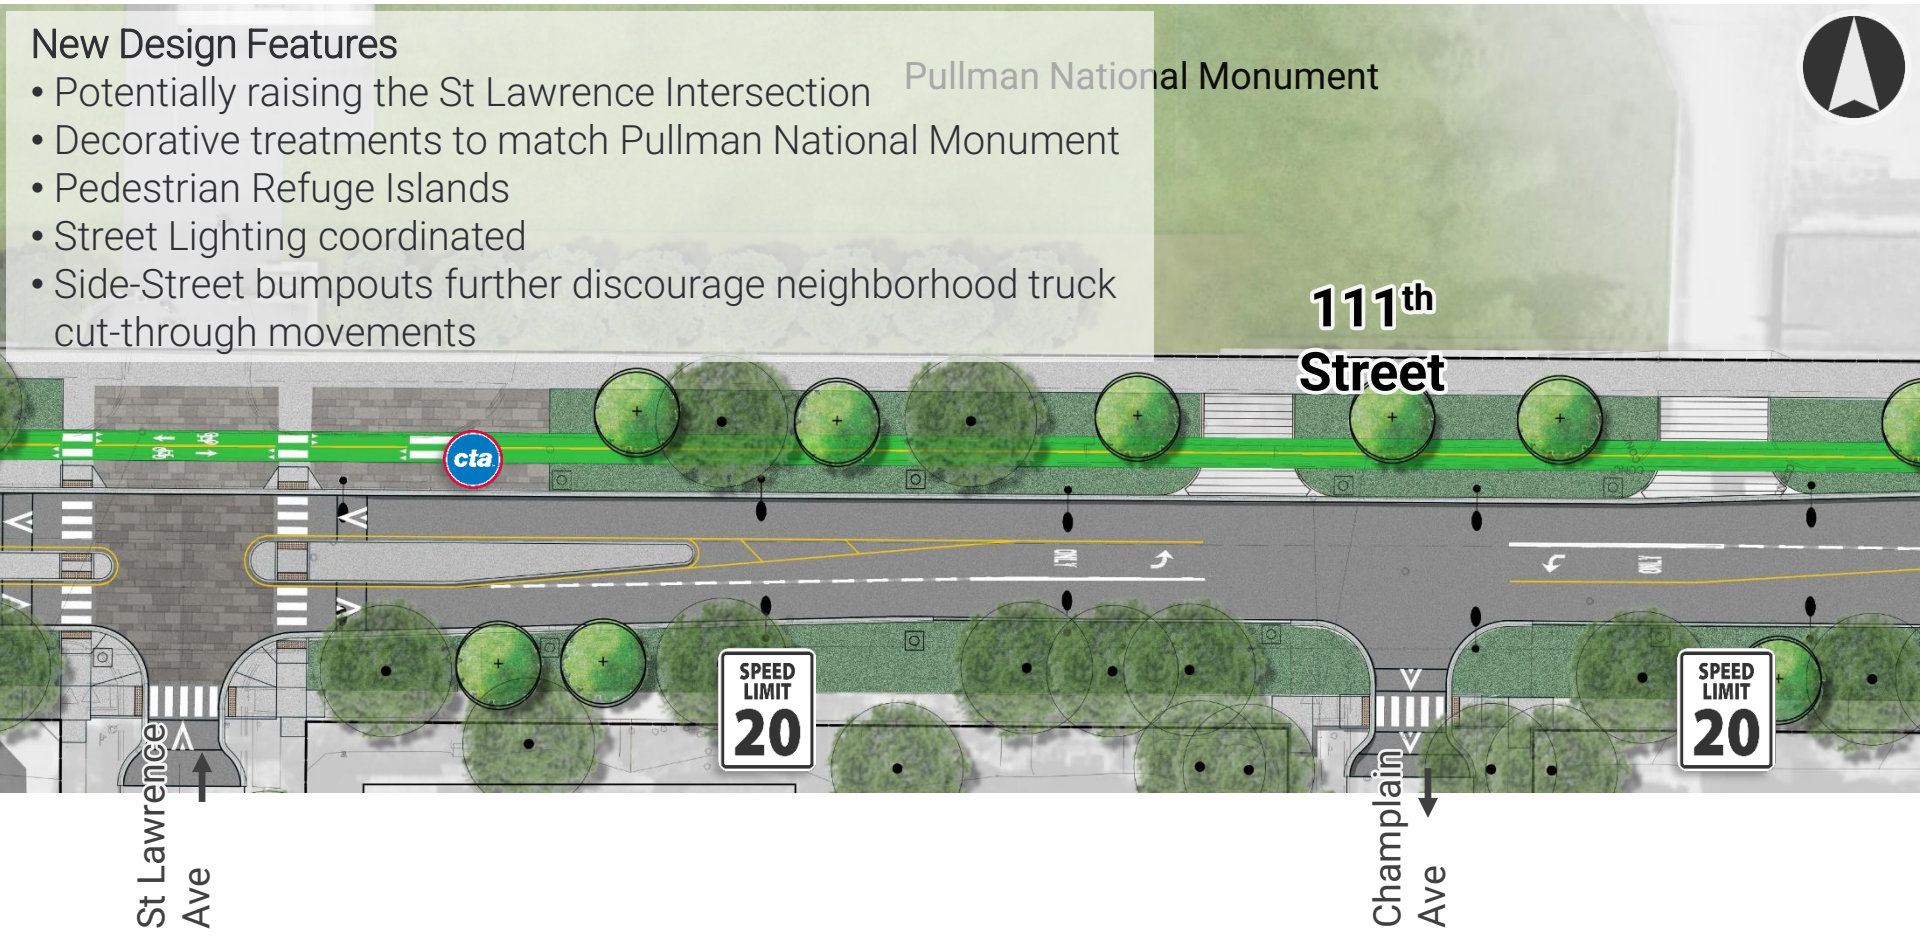 New Design Features
• Potentially raising the St Lawrence Intersection
• Decorative treatments to match Pullman National Monument
• Pedestrian Refuge Islands
• Street Lighting coordinated
• Side-Street bumpouts further discourage neighborhood truck
cut-through movements
Pullman National Monument
111th
Street
cta
ONLY
ONLY
SPEED
LIMIT
20
SPEED
LIMIT
20
St Lawrence
Ave
Champlain
Ave